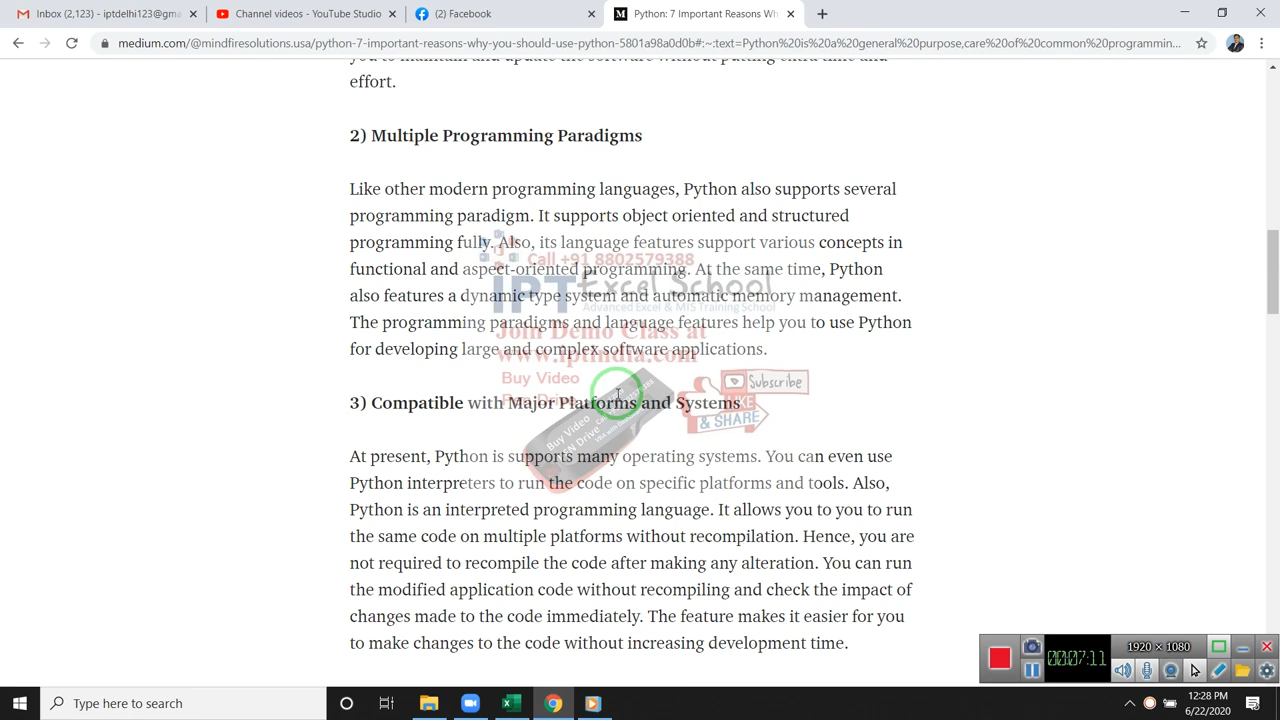 Inbox (2,123) - iptdelhi123@gma
Channel videos - YouTube Studio
(2) Facebook
Python: 7 Important Reasons Wh
medium.com/@mindfiresolutions.usa/python-7-important-reasons-why-you-should-use-python-5801a98a0d0b#:~:text=Python%20is%20a%20general%20purpose,care%20of%20common%20programmin...
you to maintain and update the software without putting extra time and
effort.
2) Multiple Programming Paradigms
Like other modern programming languages, Python also supports several
programming paradigm. It supports object oriented and structured
programming fully. Also, its language features support various concepts in
functional and aspect-oriented programming. At the same time, Python
also features a dynamic type system and automatic memory management.
The programming paradigms and language features help you to use Python
for developing large and complex software applications.
Call +91 8802579388
IPT Excel School
Advanced Excel & MIS Training School
Join Demo Class at
www.iptindia.com
Buy Video
Pen Drive
Subscribe
LIKE
& SHARE
Buy Video
3) Compatible with Major Platforms and Systems
At present, Python is supports many operating systems. You can even use
Python interpreters to run the code on specific platforms and tools. Also,
Python is an interpreted programming language. It allows you to you to run
the same code on multiple platforms without recompilation. Hence, you are
not required to recompile the code after making any alteration. You can run
the modified application code without recompiling and check the impact of
changes made to the code immediately. The feature makes it easier for you
to make changes to the code without increasing development time.
00:07:11
1920 × 1080
Type here to search
12:28 PM
6/22/2020